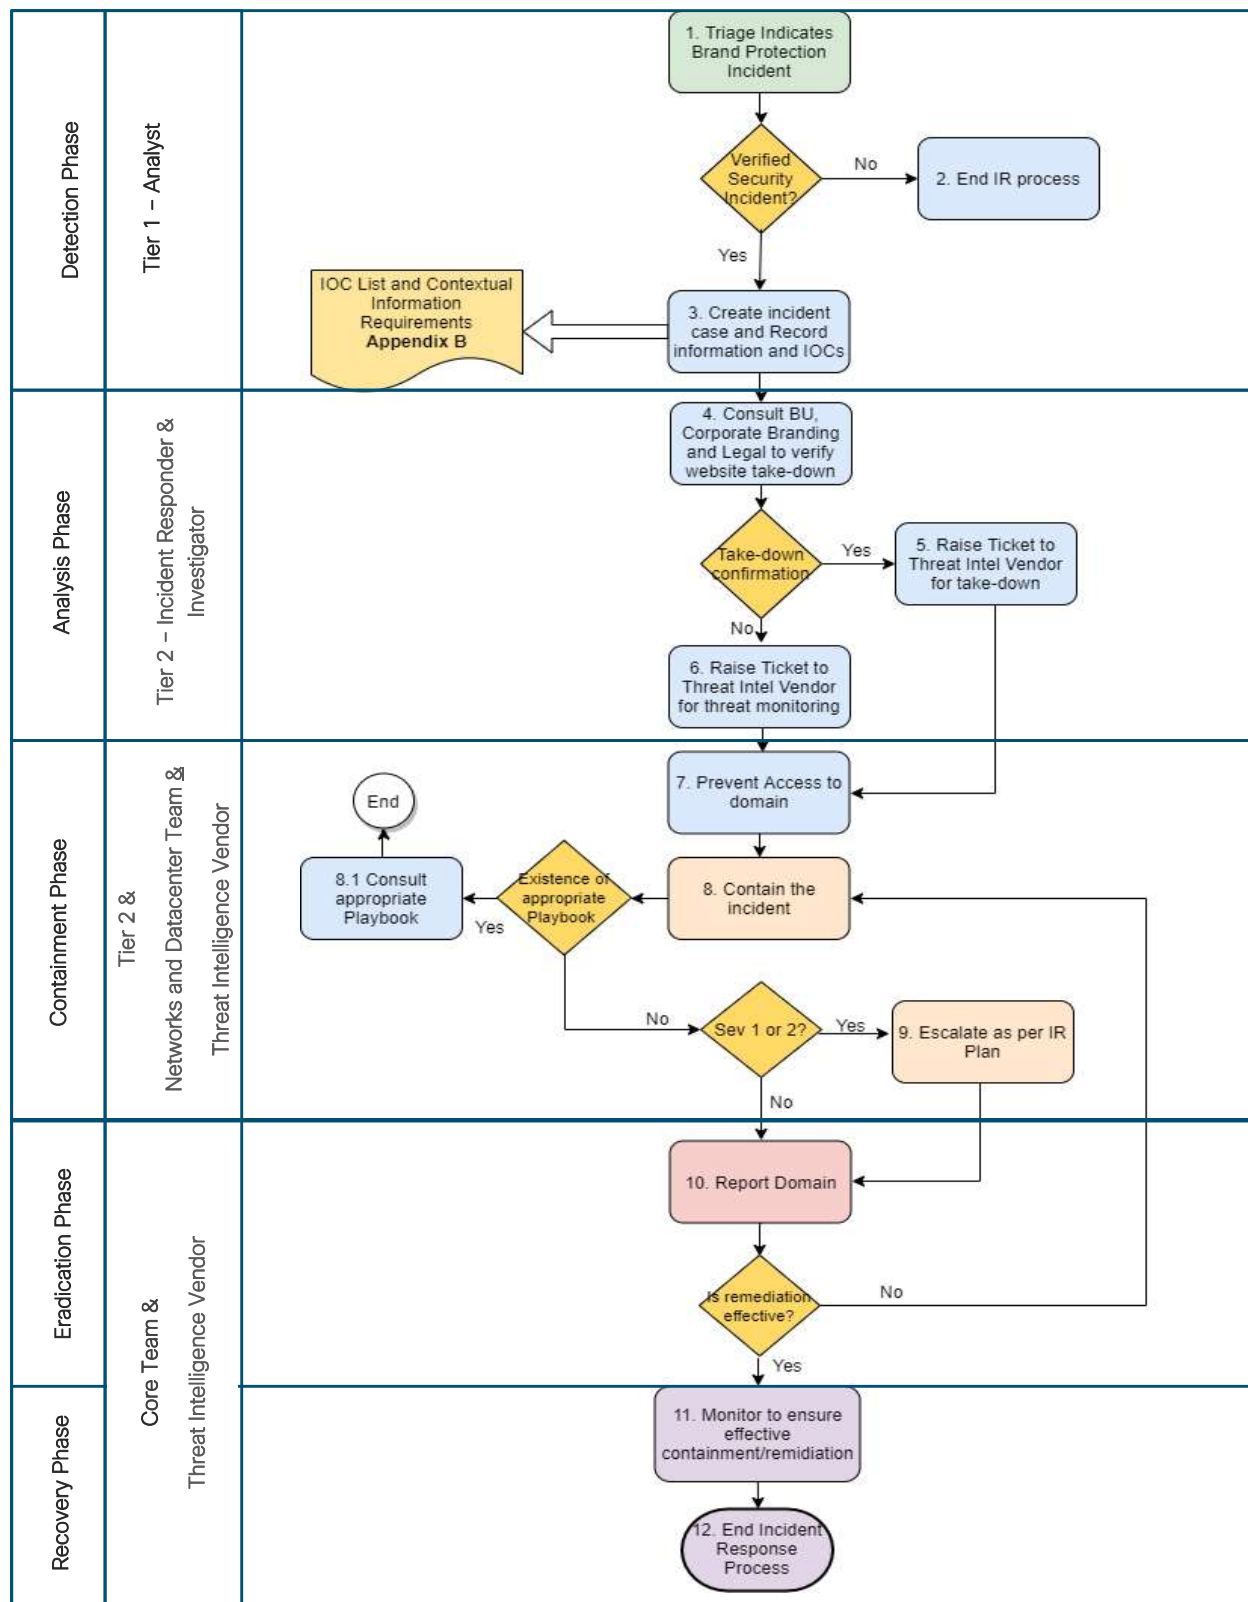 Detection Phase
Tier 1 – Analyst
1. Triage Indicates
Brand Protection
Incident
Verified
Security
Incident?
No
2. End IR process
Yes
IOC List and Contextual
Information
Requirements
Appendix B
3. Create incident
case and Record
information and IOCs
Analysis Phase
Tier 2 – Incident Responder &
Investigator
4. Consult BU,
Corporate Branding
and Legal to verify
website take-down
Take-down
confirmation
Yes
5. Raise Ticket to
Threat Intel Vendor
for take-down
No
6. Raise Ticket to
Threat Intel Vendor
for threat monitoring
Containment Phase
Tier 2 &
Networks and Datacenter Team &
Threat Intelligence Vendor
7. Prevent Access to
domain
End
8.1 Consult
appropriate
Playbook
Yes
Existence of
appropriate
Playbook
8. Contain the
incident
No
Sev 1 or 2?
Yes
9. Escalate as per IR
Plan
No
Eradication Phase
Core Team &
Threat Intelligence Vendor
10. Report Domain
Is remediation
effective?
No
Yes
Recovery Phase
11. Monitor to ensure
effective
containment/remidiation
12. End Incident
Response
Process